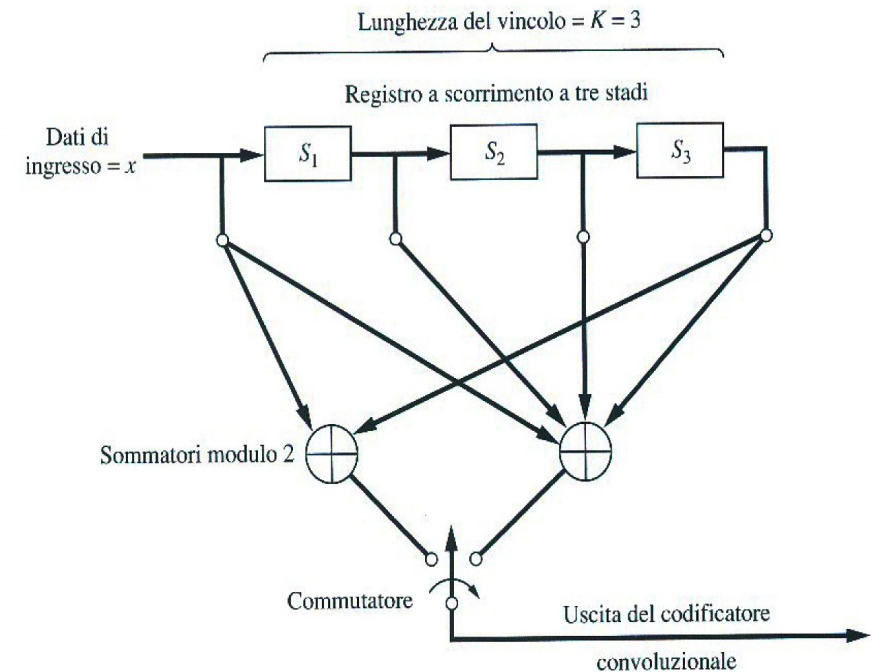 Lunghezza del vincolo = K = 3
Registro a scorrimento a tre stadi
Dati di
ingresso = x
S₁
S₂
S₃
Sommatori modulo 2
Commutatore
Uscita del codificatore
convoluzionale